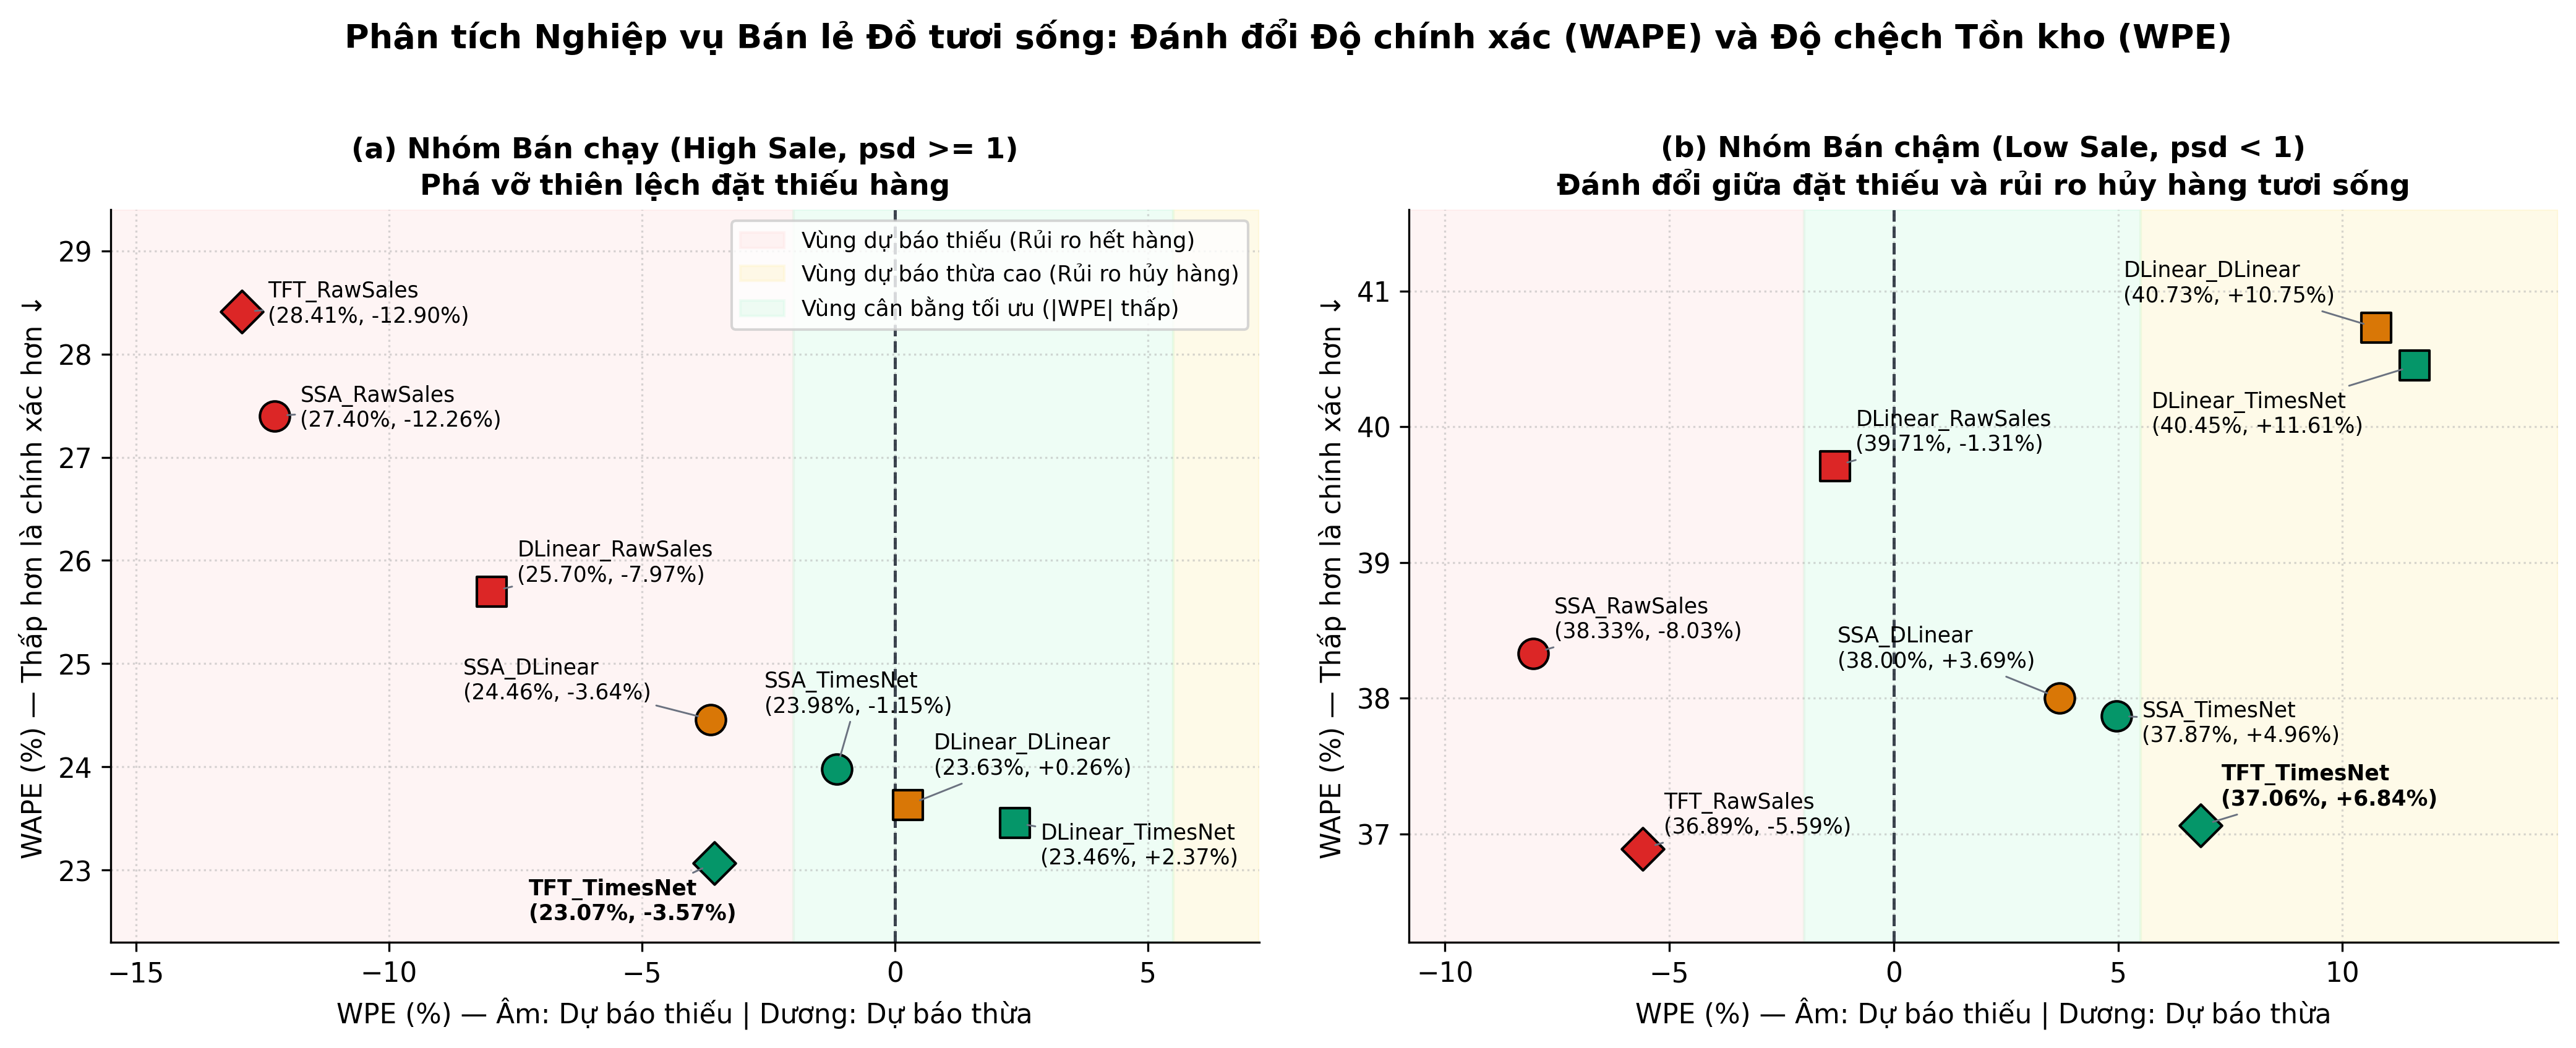 Phân tích Nghiệp vụ Bán lẻ Đồ tươi sống: Đánh đổi Độ chính xác (WAPE) và Độ chệch Tồn kho (WPE)
(a) Nhóm Bán chạy (High Sale, psd >= 1)
Phá vỡ thiên lệch đặt thiếu hàng
WAPE (%) — Thấp hơn là chính xác hơn ↓
29
28
27
26
25
24
23
Vùng dự báo thiếu (Rủi ro hết hàng)
Vùng dự báo thừa cao (Rủi ro hủy hàng)
Vùng cân bằng tối ưu (|WPE| thấp)
TFT_RawSales
(28.41%, -12.90%)
SSA_RawSales
(27.40%, -12.26%)
DLinear_RawSales
(25.70%, -7.97%)
SSA_DLinear
(24.46%, -3.64%)
SSA_TimesNet
(23.98%, -1.15%)
DLinear_DLinear
(23.63%, +0.26%)
DLinear_TimesNet
(23.46%, +2.37%)
TFT_TimesNet
(23.07%, -3.57%)
−15
−10
−5
0
5
WPE (%) — Âm: Dự báo thiếu | Dương: Dự báo thừa
(b) Nhóm Bán chậm (Low Sale, psd < 1)
Đánh đổi giữa đặt thiếu và rủi ro hủy hàng tươi sống
WAPE (%) — Thấp hơn là chính xác hơn ↓
41
40
39
38
37
DLinear_DLinear
(40.73%, +10.75%)
DLinear_TimesNet
(40.45%, +11.61%)
DLinear_RawSales
(39.71%, -1.31%)
SSA_RawSales
(38.33%, -8.03%)
SSA_DLinear
(38.00%, +3.69%)
SSA_TimesNet
(37.87%, +4.96%)
TFT_TimesNet
(37.06%, +6.84%)
TFT_RawSales
(36.89%, -5.59%)
−10
−5
0
5
10
WPE (%) — Âm: Dự báo thiếu | Dương: Dự báo thừa